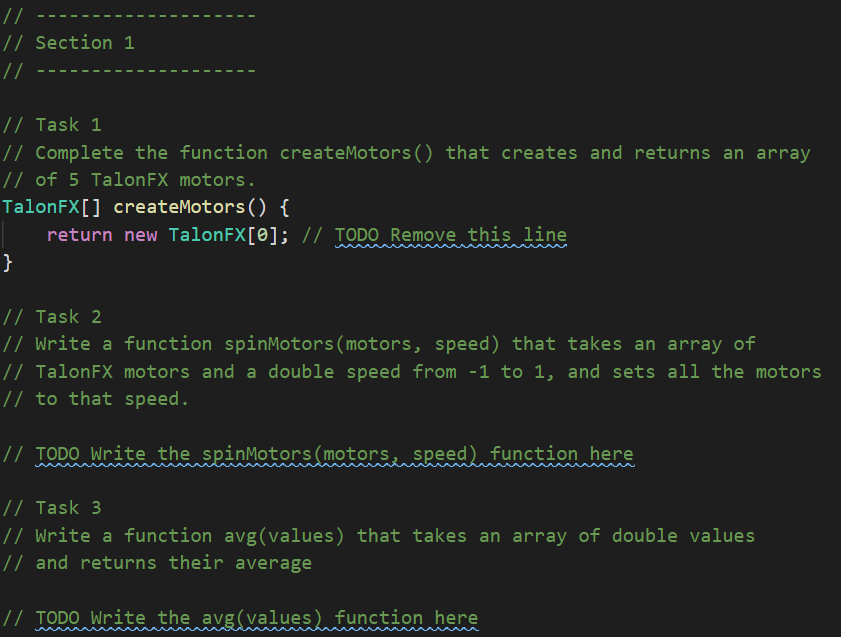 // --------------------
// Section 1
// --------------------
// Task 1
// Complete the function createMotors() that creates and returns an array
// of 5 TalonFX motors.
TalonFX[] createMotors() {
    return new TalonFX[0]; // TODO Remove this line
}
// Task 2
// Write a function spinMotors(motors, speed) that takes an array of
// TalonFX motors and a double speed from -1 to 1, and sets all the motors
// to that speed.
// TODO Write the spinMotors(motors, speed) function here
// Task 3
// Write a function avg(values) that takes an array of double values
// and returns their average
// TODO Write the avg(values) function here